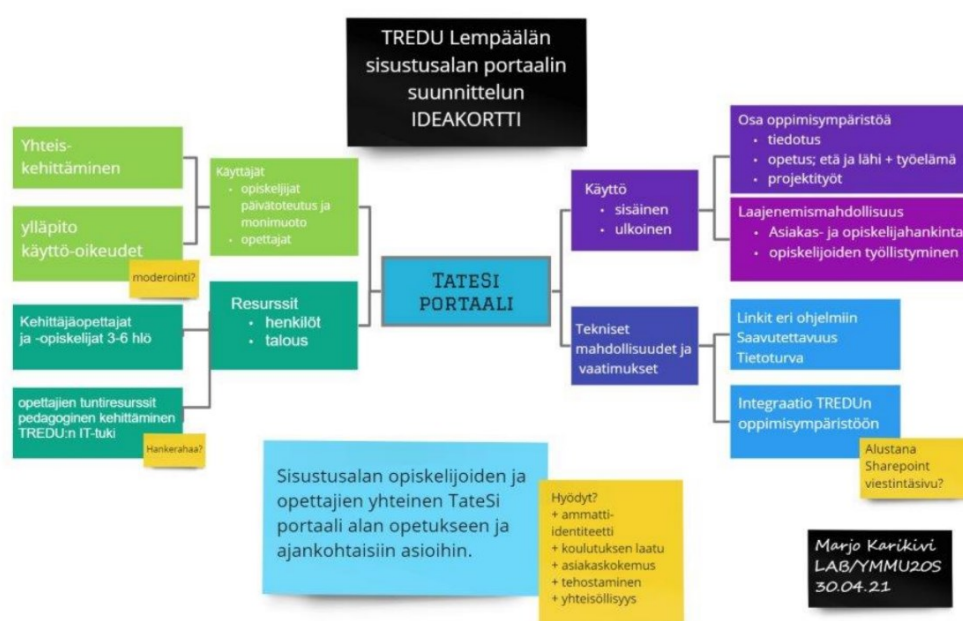 TREDU Lempäälän
sisustusalan portaalin
suunnittelun
IDEAKORTTI
Yhteis-
kehittäminen
ylläpito
käyttö-oikeudet
moderointi?
Käyttäjät
• opiskelijat
päivätoteutus ja
monimuoto
• opettajat
Kehittäjäopettajat
ja -opiskelijat 3-6 hlö
opettajien tuntiresurssit
pedagoginen kehittäminen
TREDU:n IT-tuki
Hankerahaa?
Resurssit
• henkilöt
• talous
TATESI
PORTAALI
Käyttö
• sisäinen
• ulkoinen
Osa oppimisympäristöä
• tiedotus
• opetus; etä ja lähi + työelämä
• projektityöt
Laajenemismahdollisuus
• Asiakas- ja opiskelijahankinta
• opiskelijoiden työllistyminen
Tekniset
mahdollisuudet ja
vaatimukset
Linkit eri ohjelmiin
Saavutettavuus
Tietoturva
Integraatio TREDUn
oppimisympäristöön
Alustana
Sharepoint
viestintäsivu?
Sisustusalan opiskelijoiden ja
opettajien yhteinen TateSi
portaali alan opetukseen ja
ajankohtaisiin asioihin.
Hyödyt?
+ ammatti-
identiteetti
+ koulutuksen laatu
+ asiakaskokemus
+ tehostaminen
+ yhteisöllisyys
Marjo Karikivi
LAB/YMMU20S
30.04.21